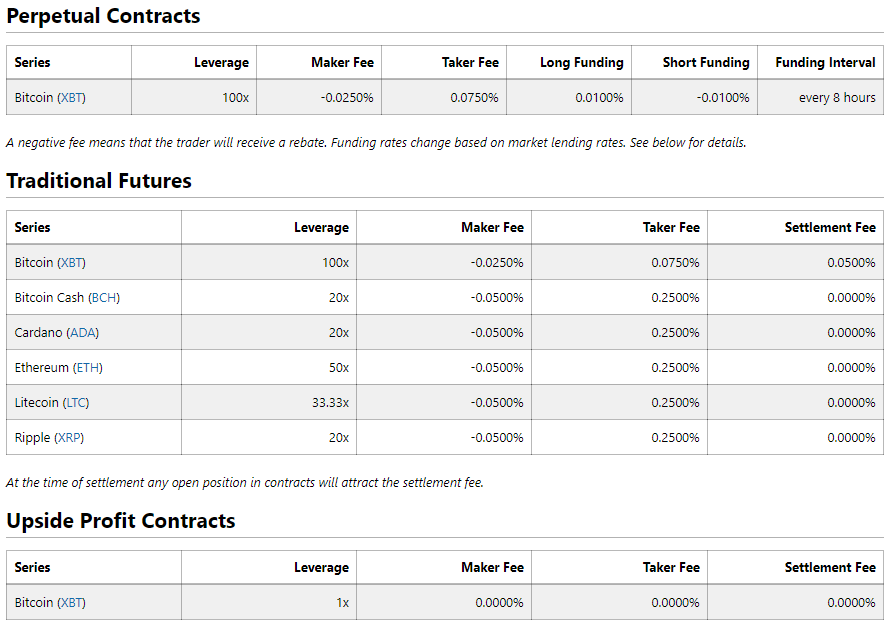 Perpetual Contracts
Series Leverage Maker Fee Taker Fee Long Funding Short Funding Funding Interval
Bitcoin (XBT) 100x -0.0250% 0.0750% 0.0100% -0.0100% every 8 hours
A negative fee means that the trader will receive a rebate. Funding rates change based on market lending rates. See below for details.
Traditional Futures
Series Leverage Maker Fee Taker Fee Settlement Fee
Bitcoin (XBT) 100x -0.0250% 0.0750% 0.0500%
Bitcoin Cash (BCH) 20x -0.0500% 0.2500% 0.0000%
Cardano (ADA) 20x -0.0500% 0.2500% 0.0000%
Ethereum (ETH) 50x -0.0500% 0.2500% 0.0000%
Litecoin (LTC) 33.33x -0.0500% 0.2500% 0.0000%
Ripple (XRP) 20x -0.0500% 0.2500% 0.0000%
At the time of settlement any open position in contracts will attract the settlement fee.
Upside Profit Contracts
Series Leverage Maker Fee Taker Fee Settlement Fee
Bitcoin (XBT) 1x 0.0000% 0.0000% 0.0000%